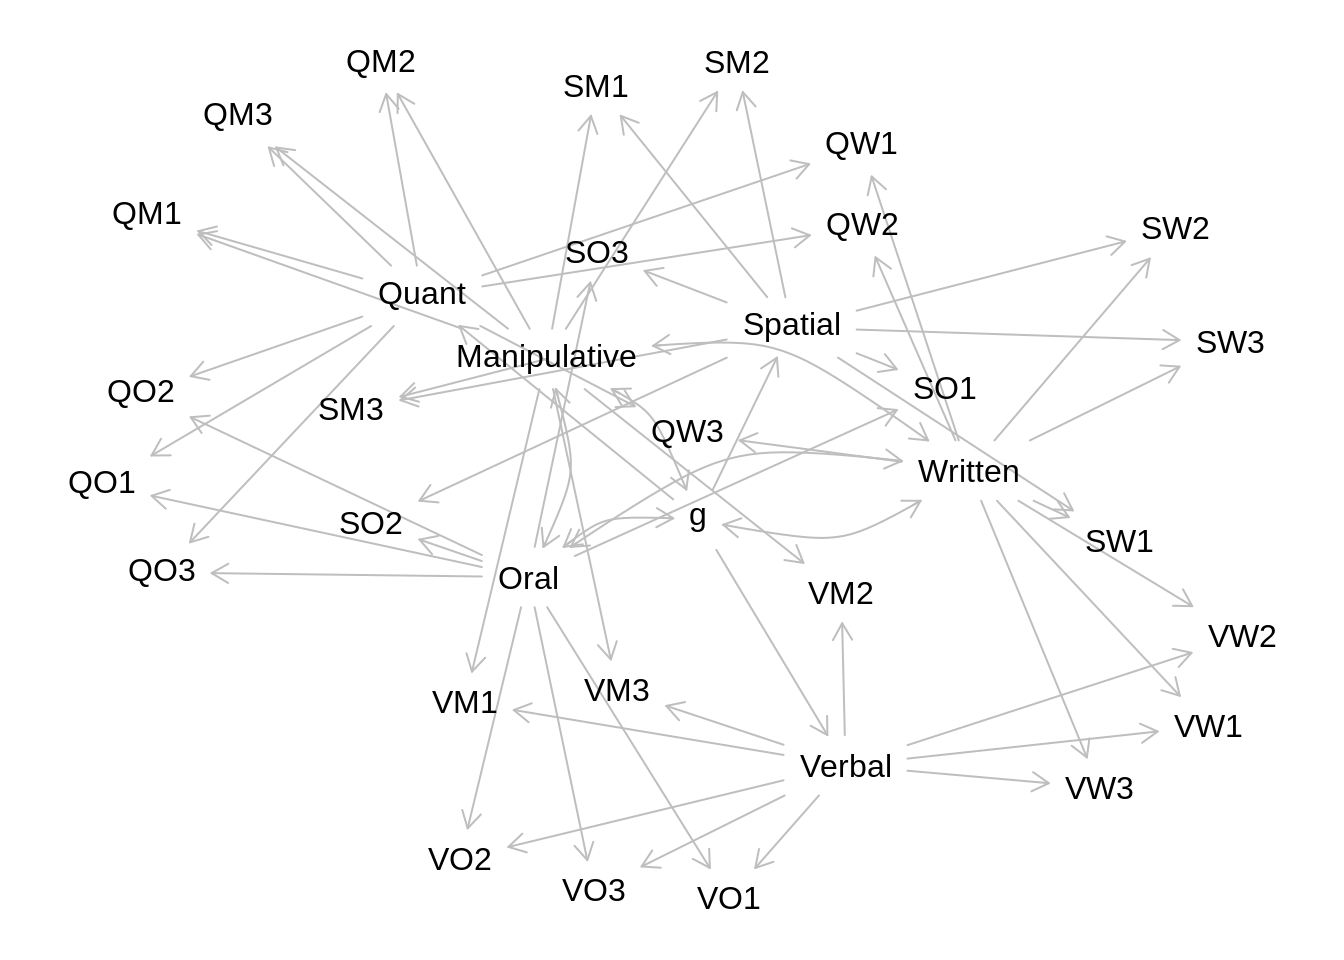 QM2
SM2
SM1
QM3
QW1
QM1
QW2
SW2
SO3
Quant
Spatial
SW3
Manipulative
QO2
SO1
SM3
QW3
Written
QO1
g
SO2
SW1
QO3
Oral
VM2
VW2
VM3
VM1
VW1
Verbal
VW3
VO2
VO3
VO1